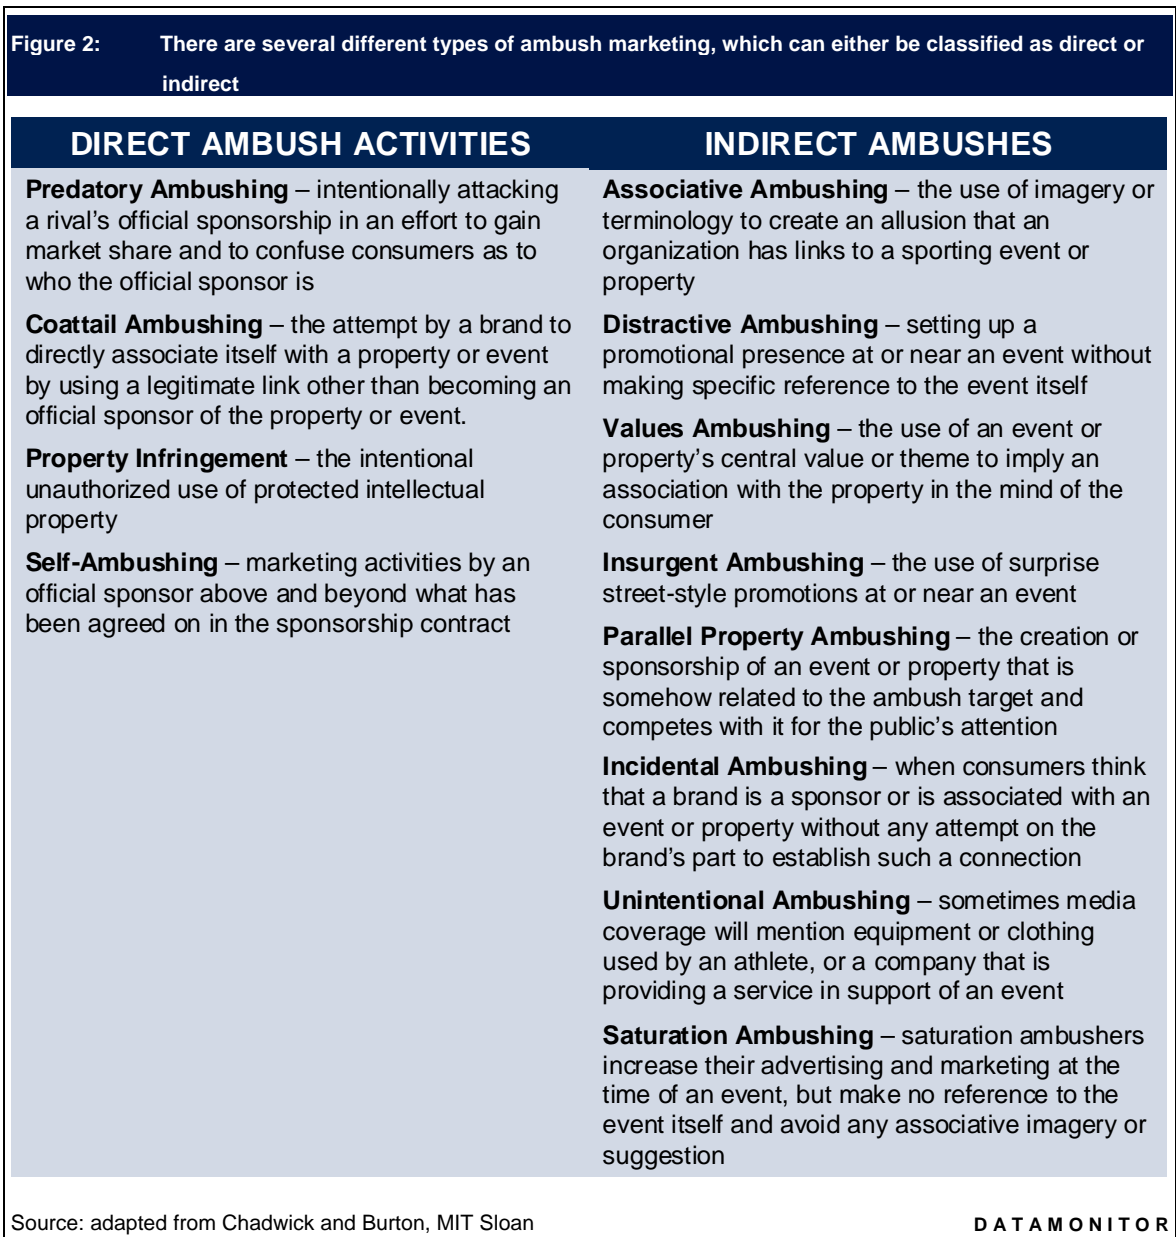 Figure 2: There are several different types of ambush marketing, which can either be classified as direct or
indirect
DIRECT AMBUSH ACTIVITIES
Predatory Ambushing – intentionally attacking
a rival's official sponsorship in an effort to gain
market share and to confuse consumers as to
who the official sponsor is
Coattail Ambushing – the attempt by a brand to
directly associate itself with a property or event
by using a legitimate link other than becoming an
official sponsor of the property or event.
Property Infringement – the intentional
unauthorized use of protected intellectual
property
Self-Ambushing – marketing activities by an
official sponsor above and beyond what has
been agreed on in the sponsorship contract
INDIRECT AMBUSHES
Associative Ambushing – the use of imagery or
terminology to create an allusion that an
organization has links to a sporting event or
property
Distractive Ambushing – setting up a
promotional presence at or near an event without
making specific reference to the event itself
Values Ambushing – the use of an event or
property's central value or theme to imply an
association with the property in the mind of the
consumer
Insurgent Ambushing – the use of surprise
street-style promotions at or near an event
Parallel Property Ambushing – the creation or
sponsorship of an event or property that is
somehow related to the ambush target and
competes with it for the public's attention
Incidental Ambushing – when consumers think
that a brand is a sponsor or is associated with an
event or property without any attempt on the
brand's part to establish such a connection
Unintentional Ambushing – sometimes media
coverage will mention equipment or clothing
used by an athlete, or a company that is
providing a service in support of an event
Saturation Ambushing – saturation ambushers
increase their advertising and marketing at the
time of an event, but make no reference to the
event itself and avoid any associative imagery or
suggestion
Source: adapted from Chadwick and Burton, MIT Sloan
DATAMONITOR